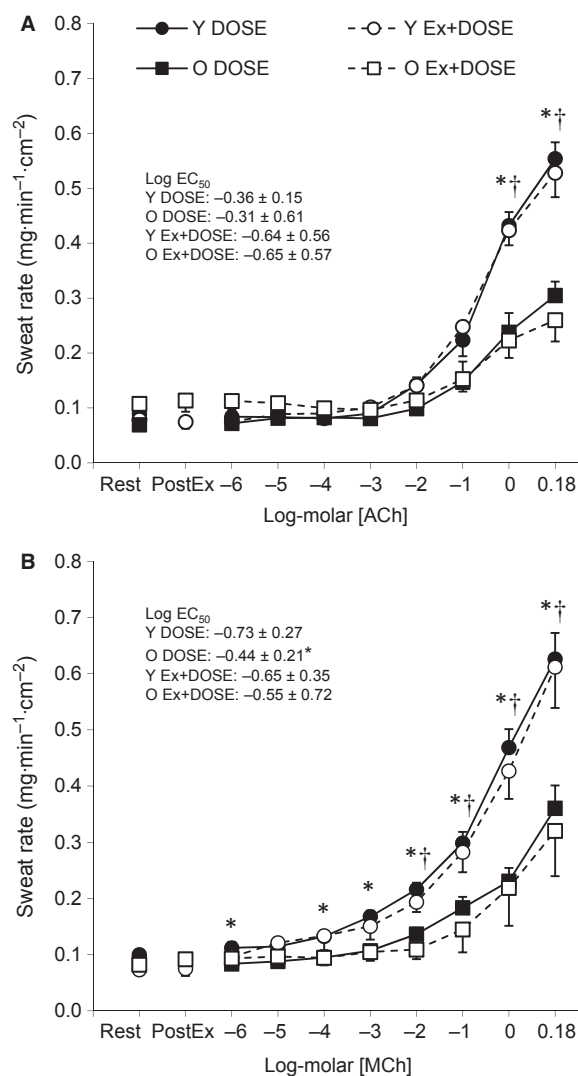 A
Y DOSE
Y Ex+DOSE
O DOSE
O Ex+DOSE
Sweat rate (mg·min⁻¹·cm⁻²)
0.8
0.7
0.6
0.5
0.4
0.3
0.2
0.1
0.0
Log EC₅₀
Y DOSE: –0.36 ± 0.15
O DOSE: –0.31 ± 0.61
Y Ex+DOSE: –0.64 ± 0.56
O Ex+DOSE: –0.65 ± 0.57
*†
*†
Rest PostEx –6 –5 –4 –3 –2 –1 0 0.18
Log-molar [ACh]
B
Sweat rate (mg·min⁻¹·cm⁻²)
0.8
0.7
0.6
0.5
0.4
0.3
0.2
0.1
0.0
Log EC₅₀
Y DOSE: –0.73 ± 0.27
O DOSE: –0.44 ± 0.21*
Y Ex+DOSE: –0.65 ± 0.35
O Ex+DOSE: –0.55 ± 0.72
*
*
*
*†
*†
*†
*†
Rest PostEx –6 –5 –4 –3 –2 –1 0 0.18
Log-molar [MCh]